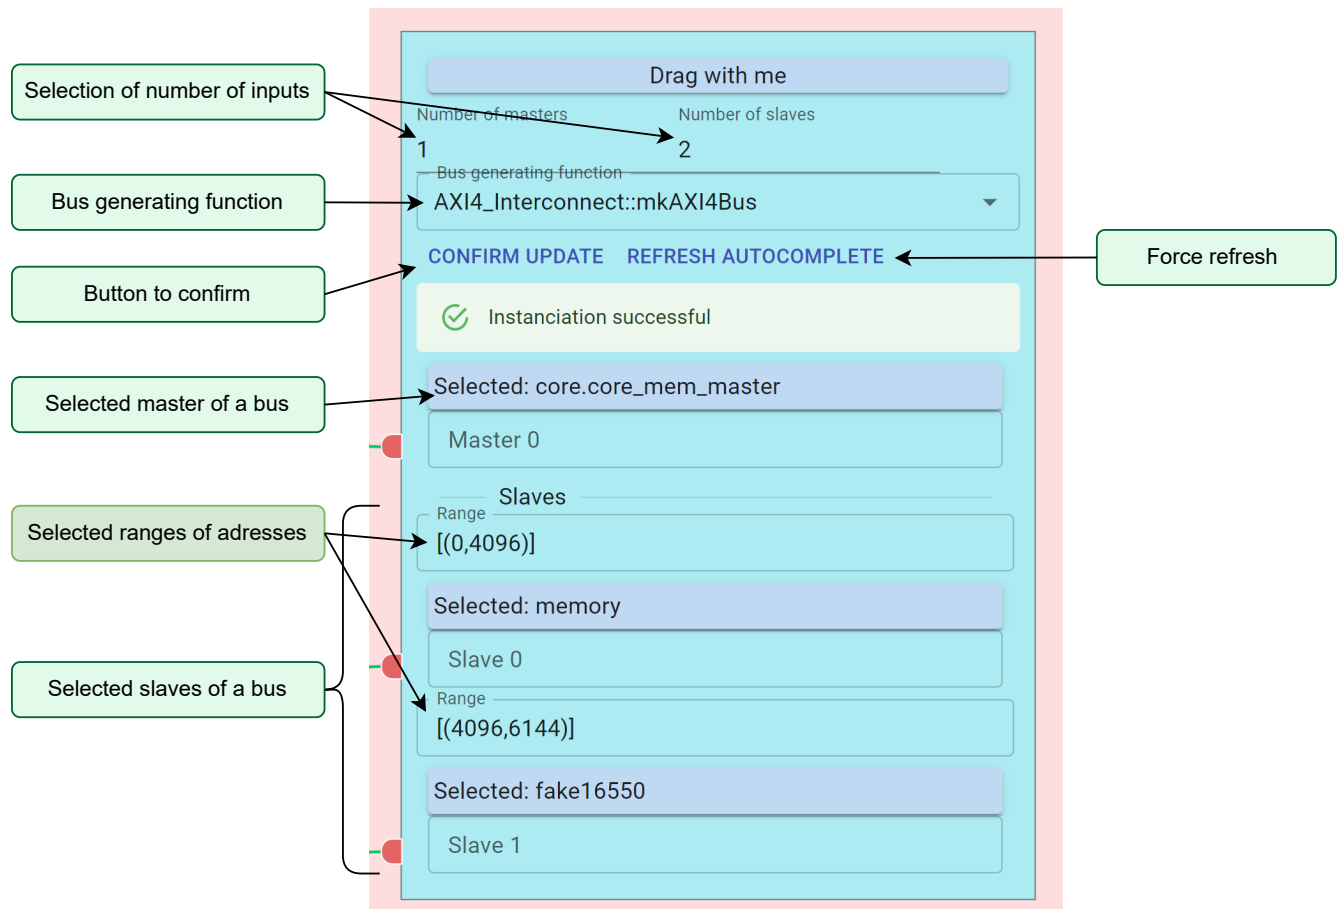 Drag with me
Selection of number of inputs
Number of masters
Number of slaves
1
2
Bus generating function
Bus generating function
AXI4_Interconnect::mkAXI4Bus
CONFIRM UPDATE
REFRESH AUTOCOMPLETE
Force refresh
Button to confirm
Instanciation successful
Selected master of a bus
Selected: core.core_mem_master
Master 0
Slaves
Range
Selected ranges of adresses
[(0,4096)]
Selected: memory
Slave 0
Selected slaves of a bus
Range
[(4096,6144)]
Selected: fake16550
Slave 1